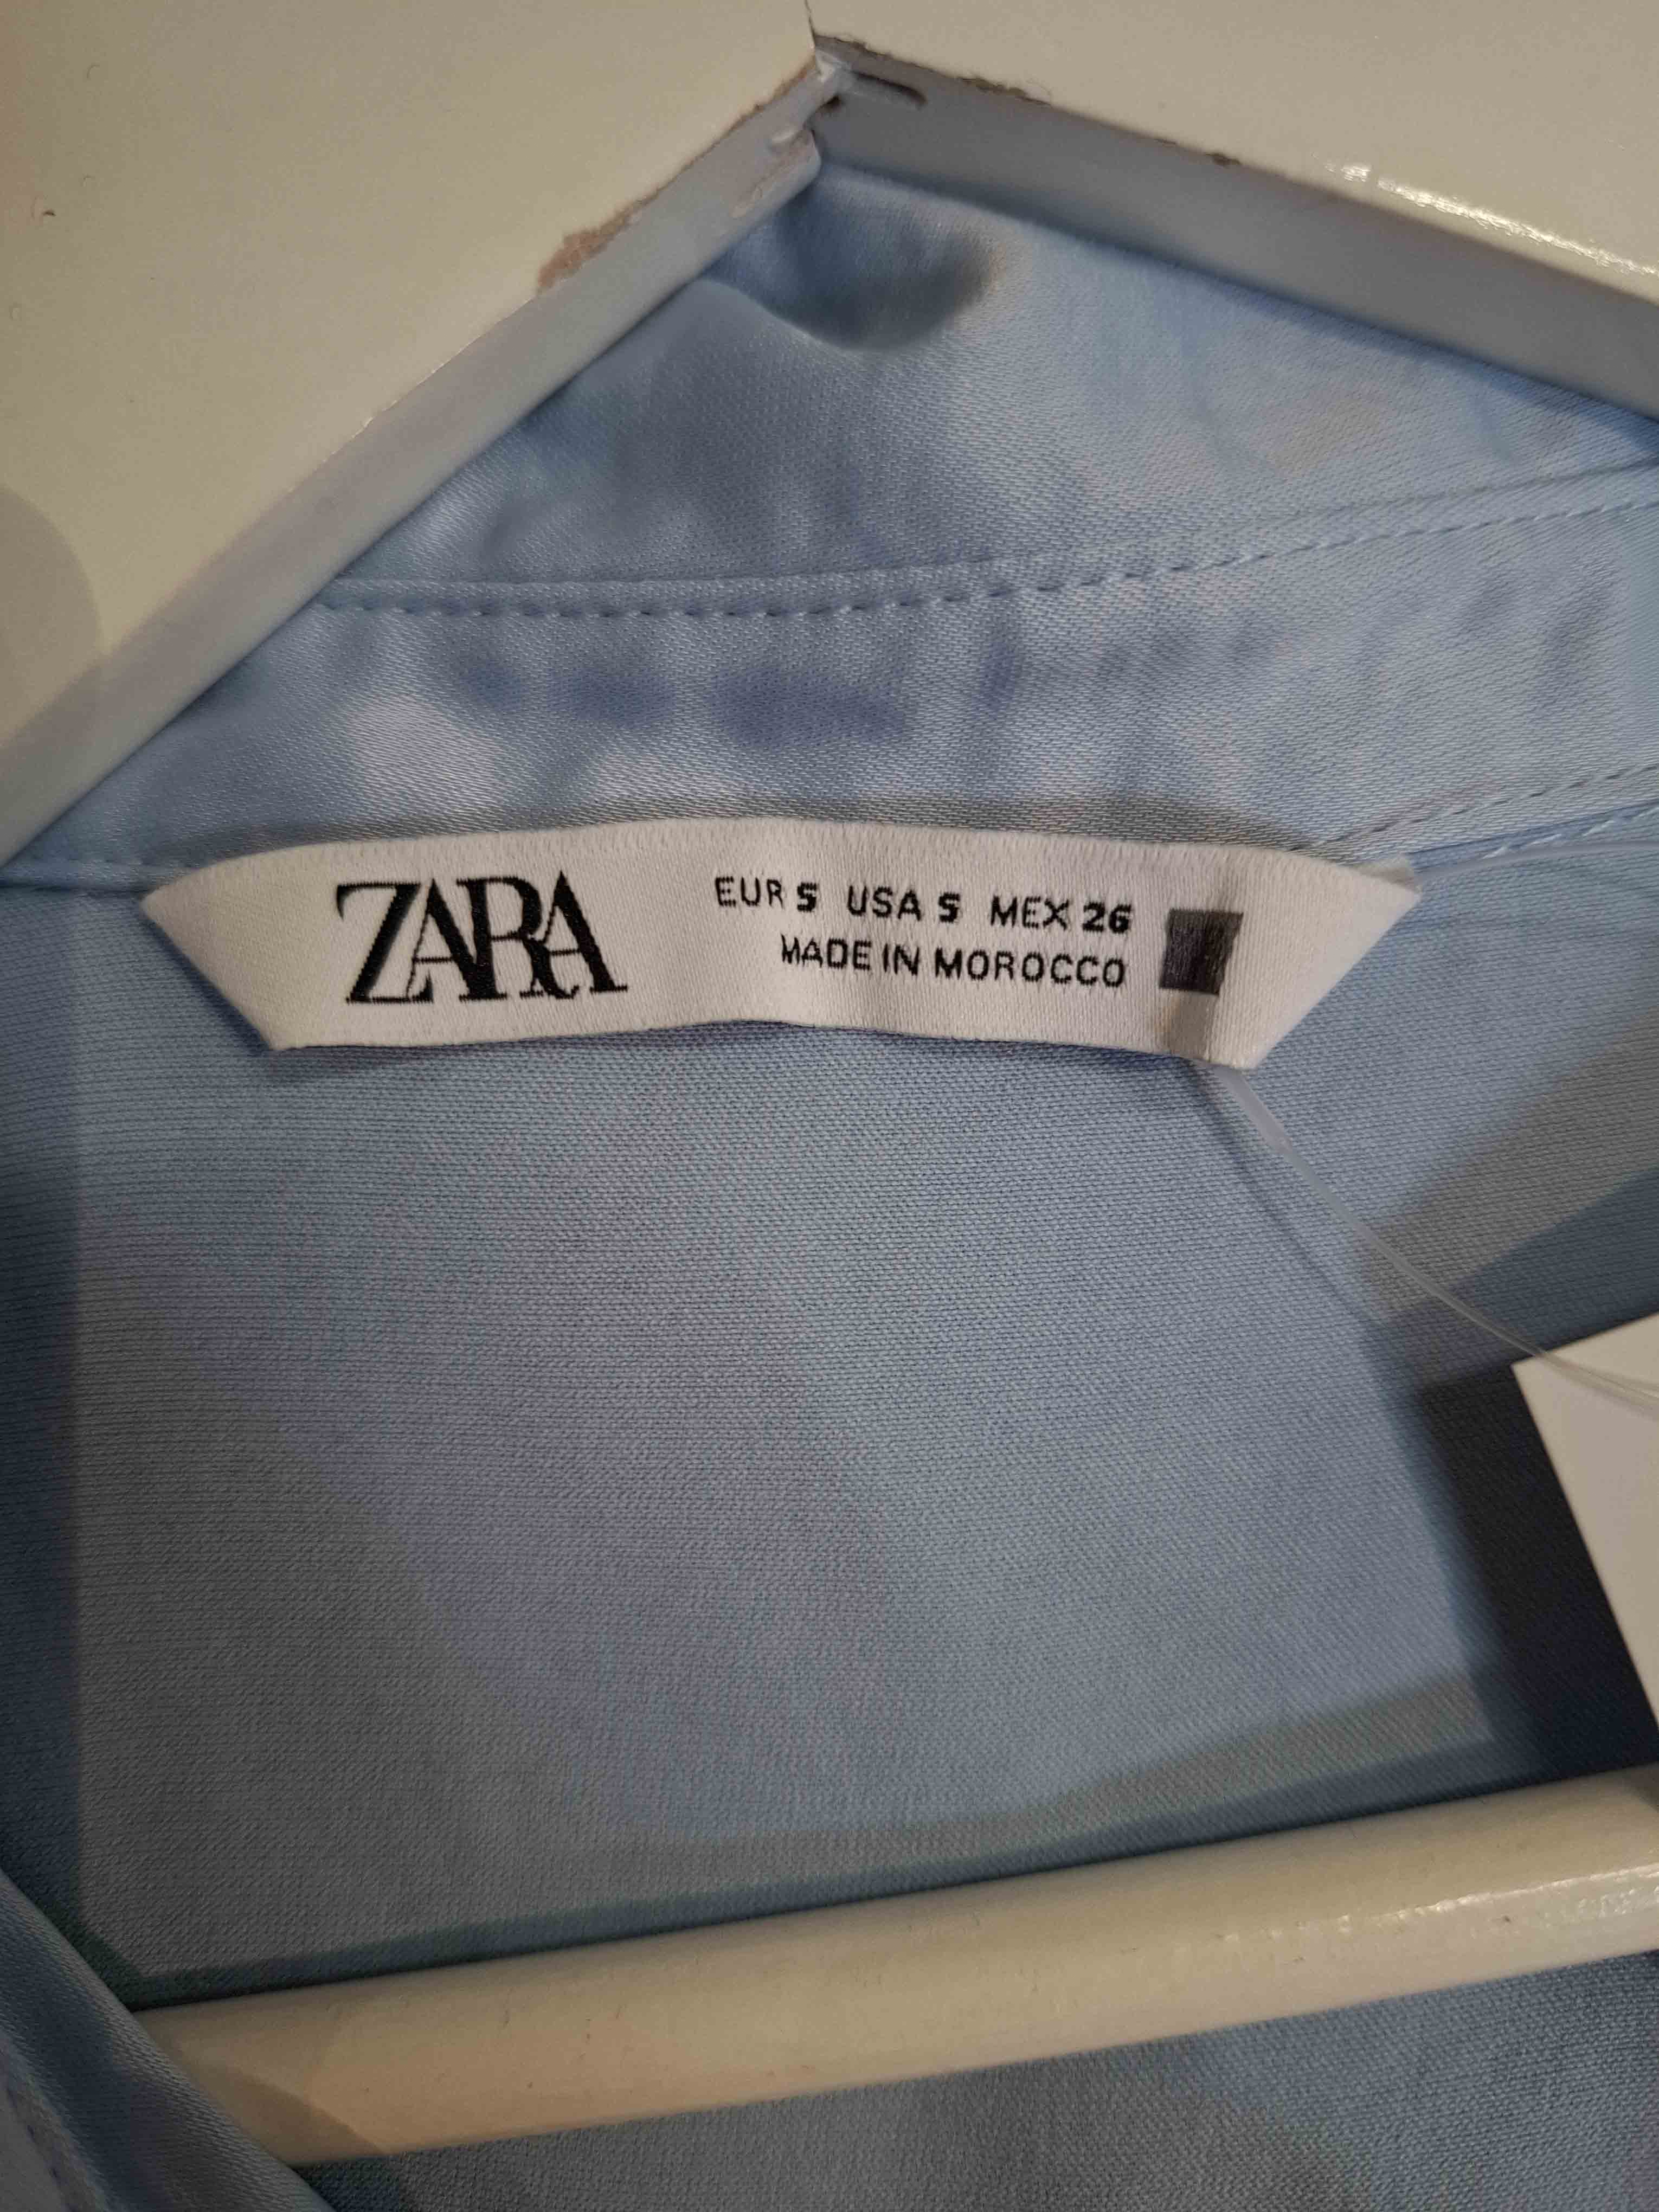 ZARA
EUR S USA S MEX 26
MADE IN MOROCCO